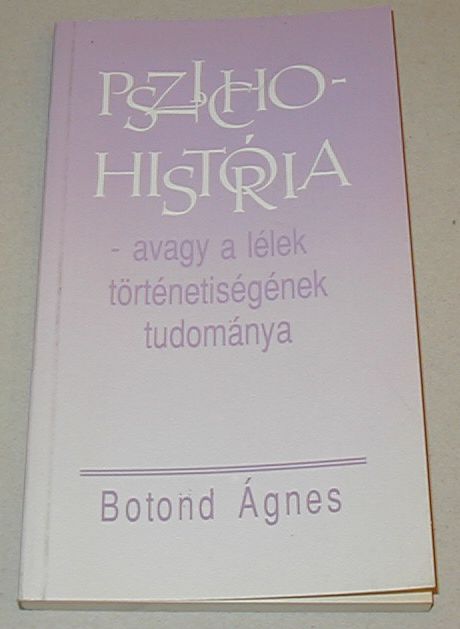 PSZICHO-
HISTÓRIA
- avagy a lélek
történetiségének
tudománya
Botond Ágnes